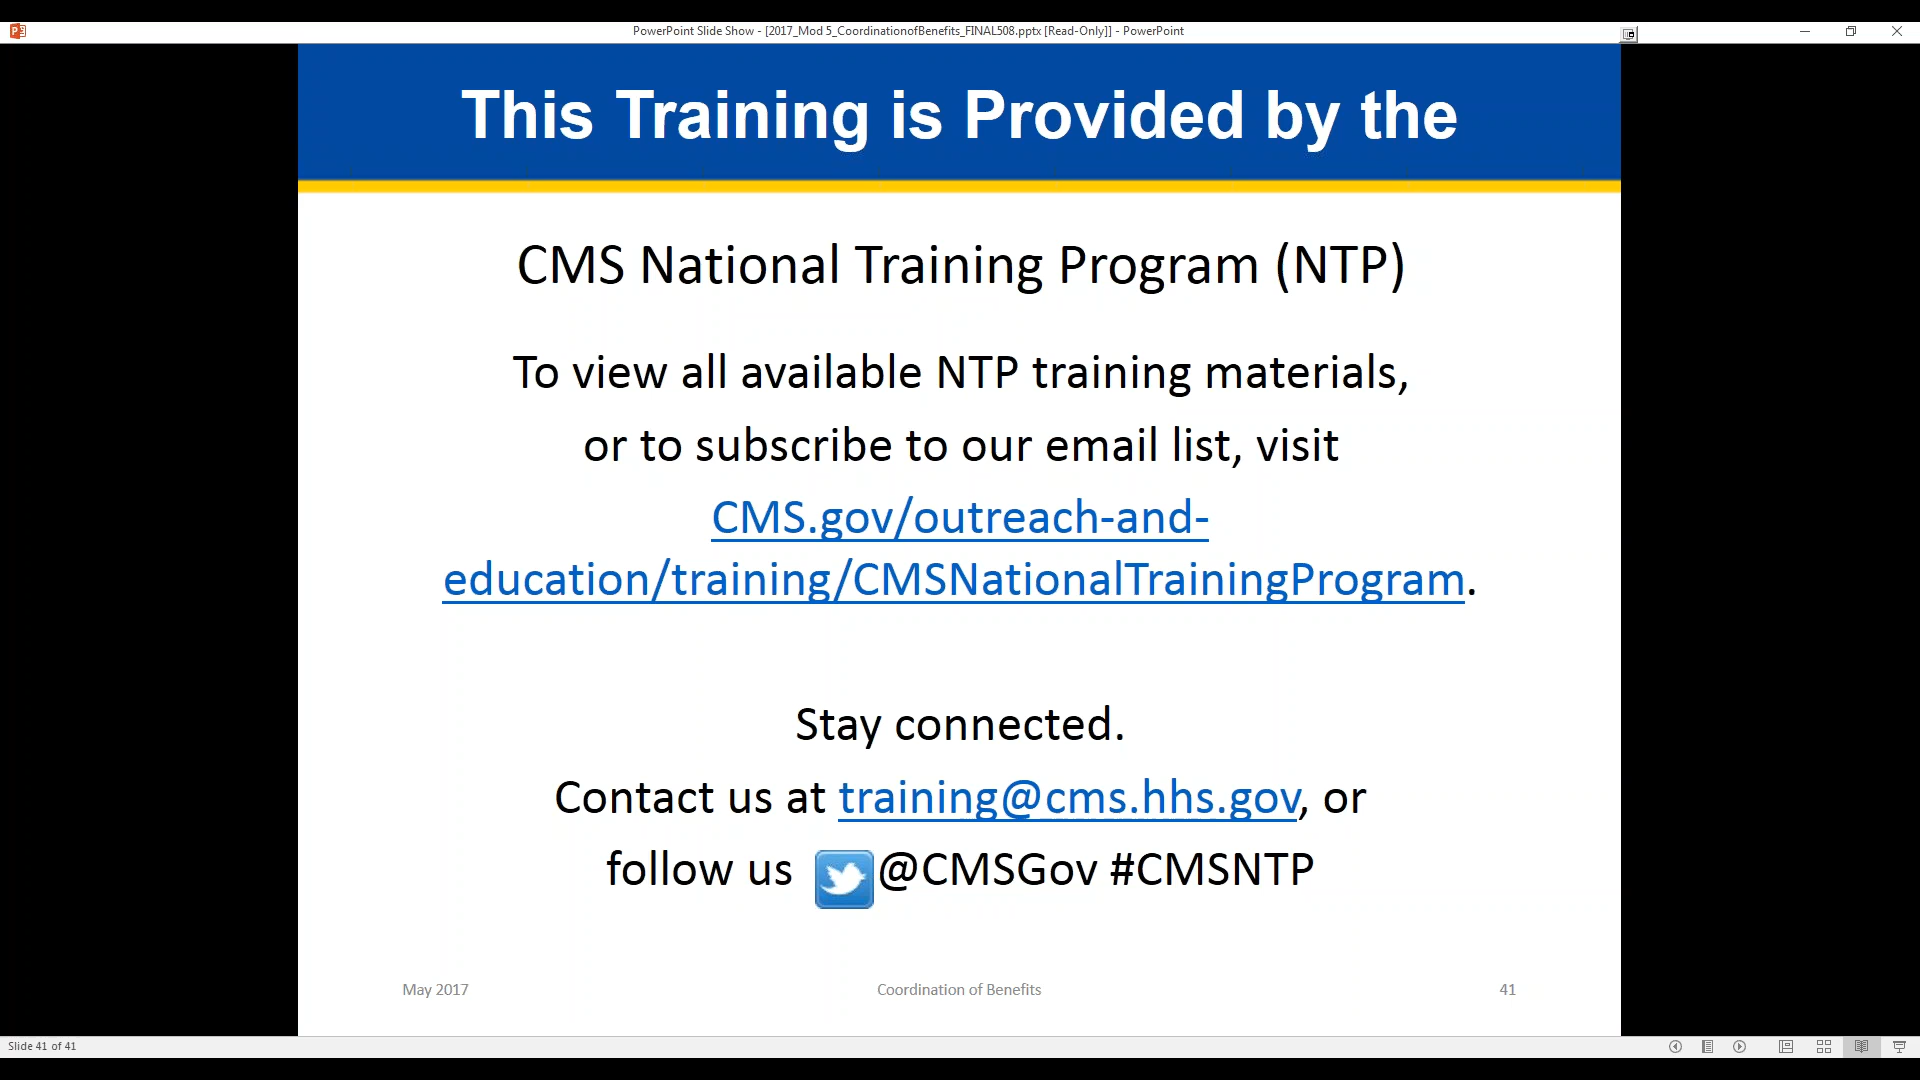 PowerPoint Slide Show - [2017_Mod 5_CoordinationofBenefits_FINAL508.pptx [Read-Only]] - PowerPoint
This Training is Provided by the
CMS National Training Program (NTP)
To view all available NTP training materials,
or to subscribe to our email list, visit
CMS.gov/outreach-and-
education/training/CMSNationalTrainingProgram.
Stay connected.
Contact us at training@cms.hhs.gov, or
follow us @CMSGov #CMSNTP
May 2017 Coordination of Benefits 41
Slide 41 of 41